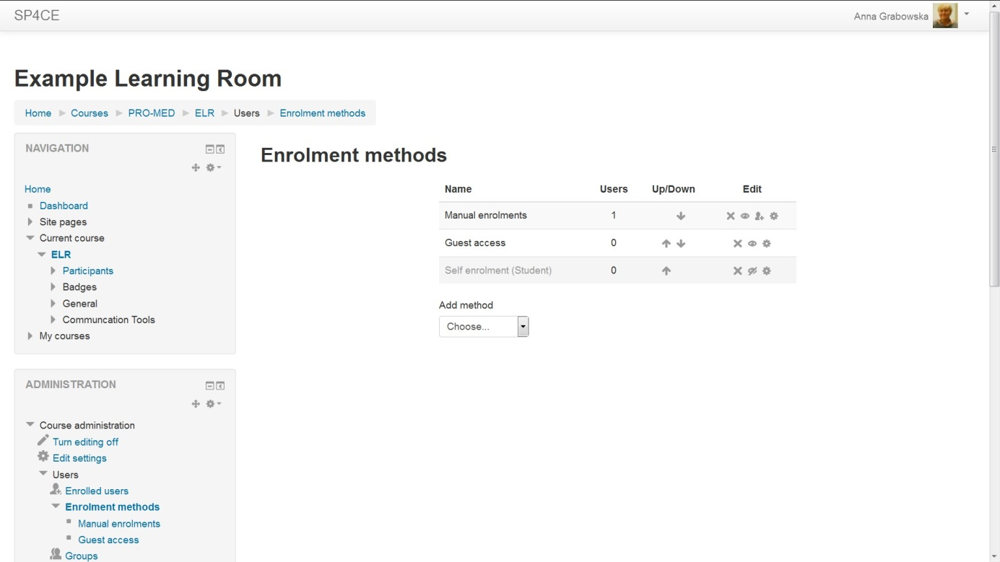 SP4CE
Anna Grabowska
Example Learning Room
Home Courses PRO-MED ELR Users Enrolment methods
NAVIGATION
Home
Dashboard
Site pages
Current course
ELR
Participants
Badges
General
Communcation Tools
My courses
ADMINISTRATION
Course administration
Turn editing off
Edit settings
Users
Enrolled users
Enrolment methods
Manual enrolments
Guest access
Groups
Enrolment methods
Name Users Up/Down Edit
Manual enrolments 1
Guest access 0
Self enrolment (Student) 0
Add method
Choose...